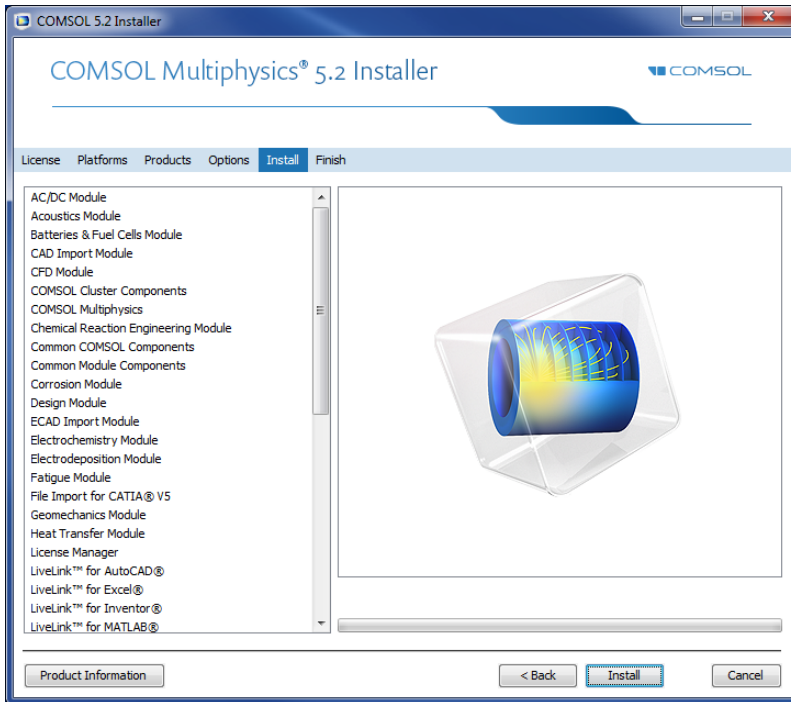 COMSOL 5.2 Installer
COMSOL Multiphysics® 5.2 Installer
COMSOL
License Platforms Products Options Install Finish
AC/DC Module
Acoustics Module
Batteries & Fuel Cells Module
CAD Import Module
CFD Module
COMSOL Cluster Components
COMSOL Multiphysics
Chemical Reaction Engineering Module
Common COMSOL Components
Common Module Components
Corrosion Module
Design Module
ECAD Import Module
Electrochemistry Module
Electrodeposition Module
Fatigue Module
File Import for CATIA® V5
Geomechanics Module
Heat Transfer Module
License Manager
LiveLink™ for AutoCAD®
LiveLink™ for Excel®
LiveLink™ for Inventor®
LiveLink™ for MATLAB®
Product Information
< Back Install Cancel